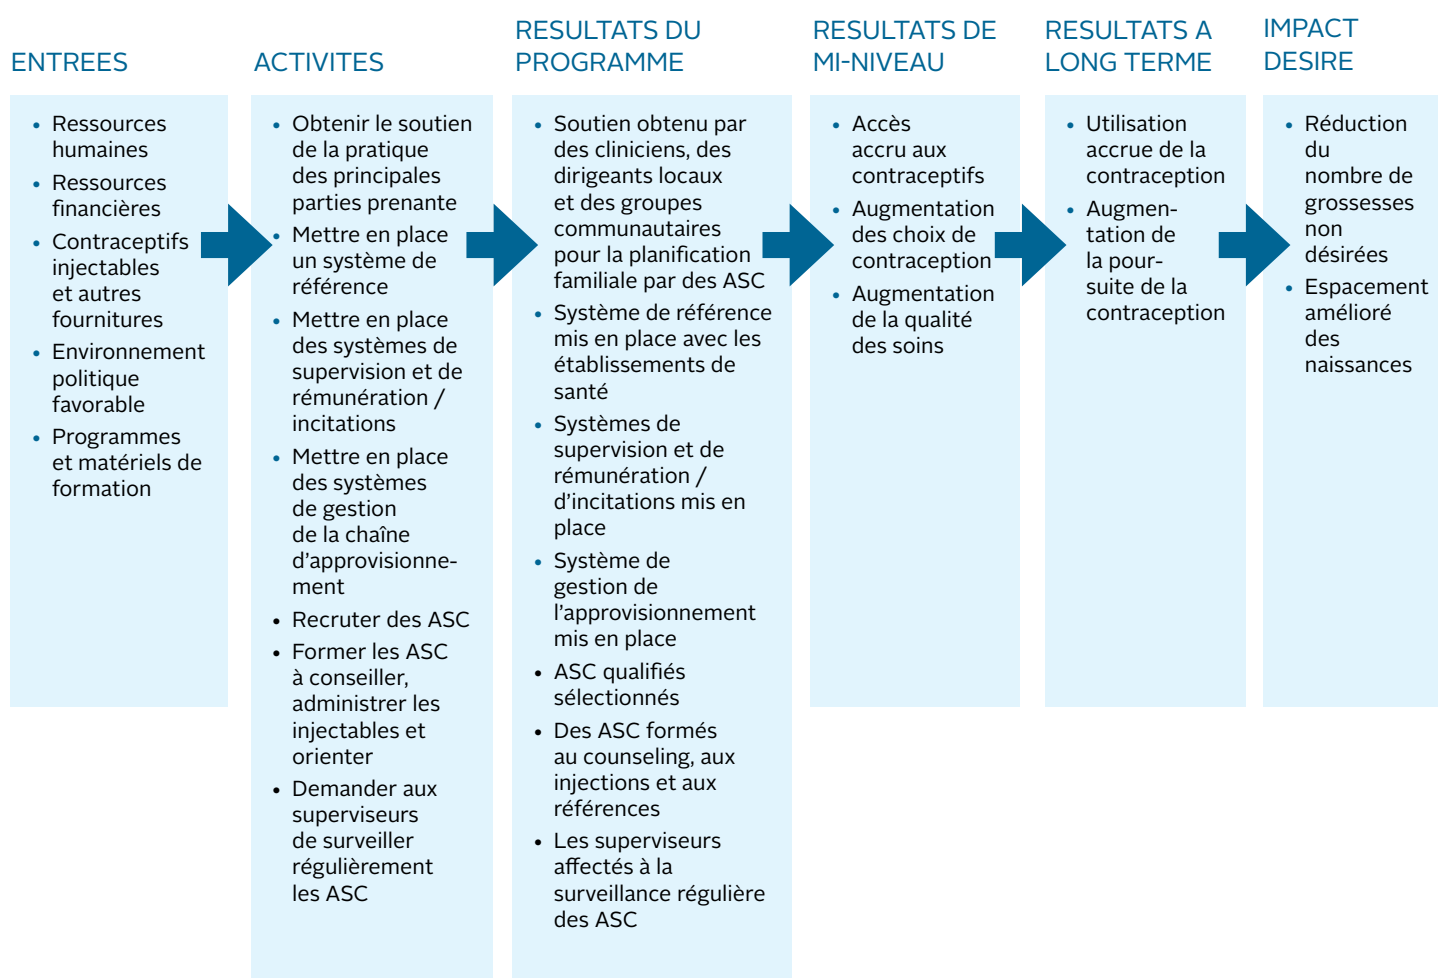 ENTREES
• Ressources
humaines
• Ressources
financières
• Contraceptifs
injectables
et autres
fournitures
• Environnement
politique
favorable
• Programmes
et matériels de
formation
ACTIVITES
• Obtenir le soutien
de la pratique
des principales
parties prenante
• Mettre en place
un système de
référence
• Mettre en place
des systèmes de
supervision et de
rémunération /
incitations
• Mettre en place
des systèmes
de gestion
de la chaîne
d'approvisionne-
ment
• Recruter des ASC
• Former les ASC
à conseiller,
administrer les
injectables et
orienter
• Demander aux
superviseurs
de surveiller
régulièrement
les ASC
RESULTATS DU
PROGRAMME
• Soutien obtenu par
des cliniciens, des
dirigeants locaux
et des groupes
communautaires
pour la planification
familiale par des ASC
• Système de référence
mis en place avec les
établissements de
santé
• Systèmes de
supervision et de
rémunération /
d'incitations mis en
place
• Système de
gestion de
l'approvisionnement
mis en place
• ASC qualifiés
sélectionnés
• Des ASC formés
au counseling, aux
injections et aux
références
• Les superviseurs
affectés à la
surveillance régulière
des ASC
RESULTATS DE
MI-NIVEAU
• Accès
accru aux
contraceptifs
• Augmentation
des choix de
contraception
• Augmentation
de la qualité
des soins
RESULTATS A
LONG TERME
• Utilisation
accrue de la
contraception
• Augmen-
tation de
la pour-
suite de la
contraception
IMPACT
DESIRE
• Réduction
du
nombre de
grossesses
non
désirées
• Espacement
amélioré
des
naissances